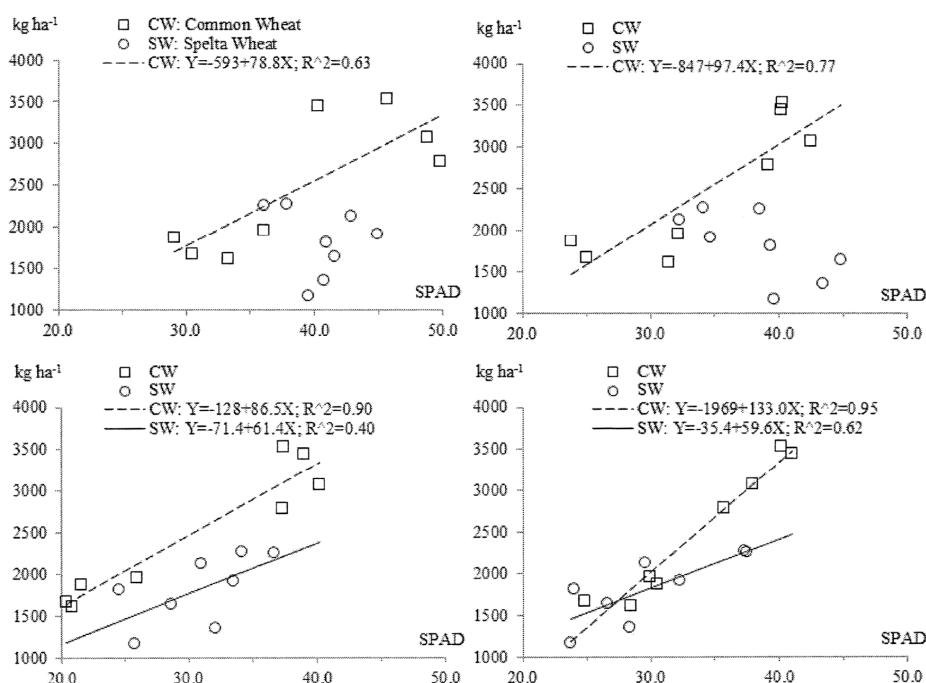 kg ha-1
CW: Common Wheat
SW: Spelta Wheat
CW: Y=-593+78.8X; R^2=0.63
4000
3500
3000
2500
2000
1500
1000
SPAD
20.0 30.0 40.0 50.0
kg ha-1
CW
SW
CW: Y=-847+97.4X; R^2=0.77
4000
3500
3000
2500
2000
1500
1000
SPAD
20.0 30.0 40.0 50.0
kg ha-1
CW
SW
CW: Y=-128+86.5X; R^2=0.90
SW: Y=-71.4+61.4X; R^2=0.40
4000
3500
3000
2500
2000
1500
1000
SPAD
20.0 30.0 40.0 50.0
kg ha-1
CW
SW
CW: Y=-1969+133.0X; R^2=0.95
SW: Y=-35.4+59.6X; R^2=0.62
4000
3500
3000
2500
2000
1500
1000
SPAD
20.0 30.0 40.0 50.0